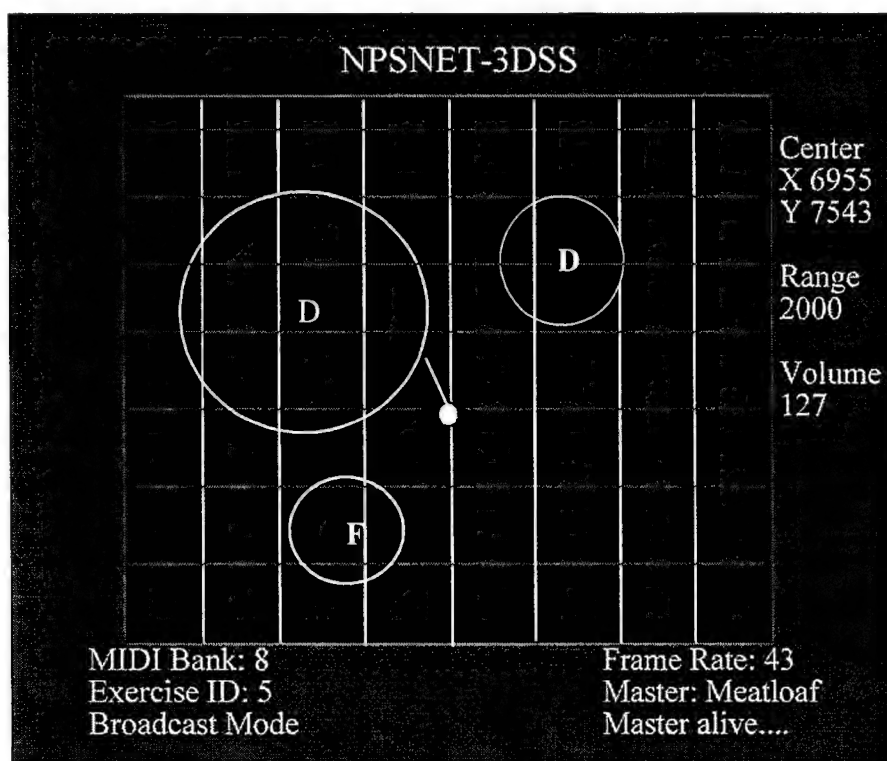 NPSNET-3DSS
Center
X 6955
Y 7543
D
D
Range
2000
Volume
127
F
MIDI Bank: 8
Exercise ID: 5
Broadcast Mode
Frame Rate: 43
Master: Meatloaf
Master alive....